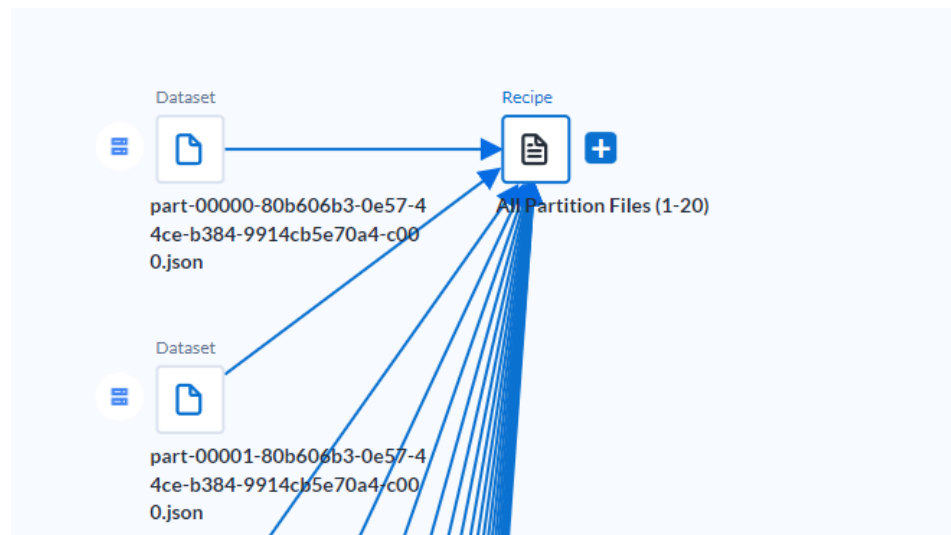 Dataset
Recipe
part-00000-80b606b3-0e57-4
4ce-b384-9914cb5e70a4-c00
0.json
All Partition Files (1-20)
Dataset
part-00001-80b606b3-0e57-4
4ce-b384-9914cb5e70a4-c00
0.json